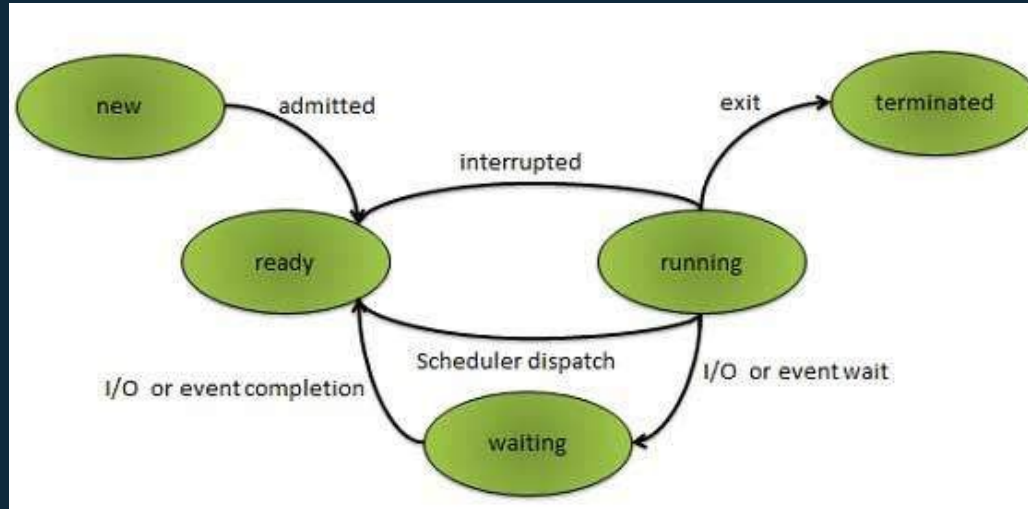 new
admitted
exit
terminated
interrupted
ready
running
Scheduler dispatch
I/O or event completion
I/O or event wait
waiting